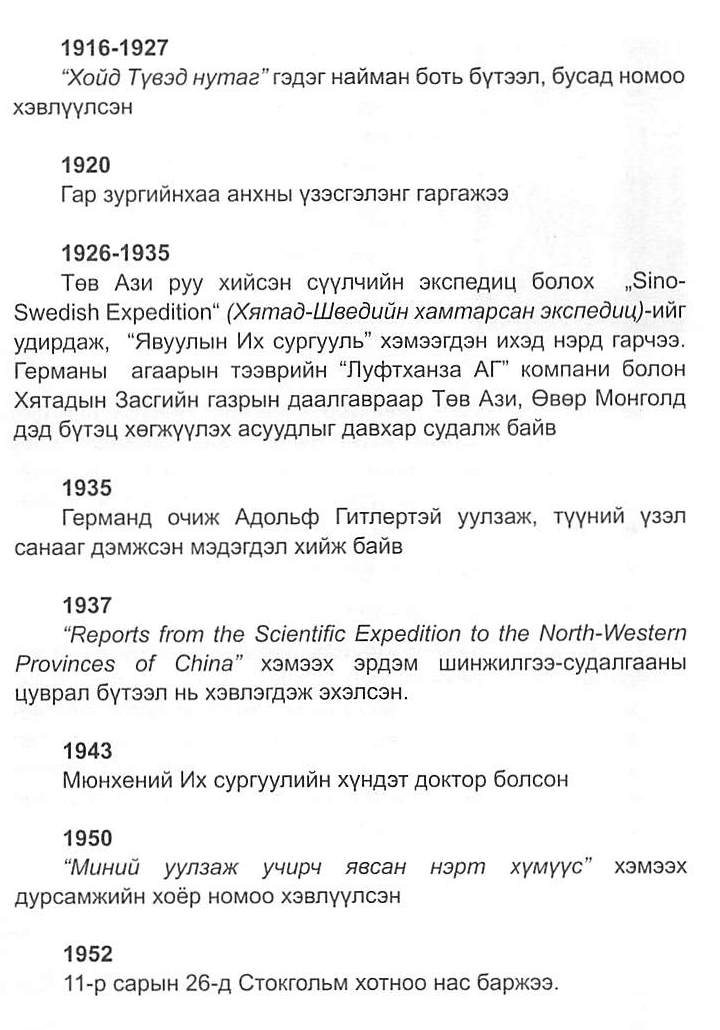 1916-1927
“Хойд Түвэд нутаг” гэдэг найман боть бүтээл, бусад номоо
хэвлүүлсэн
1920
Гар зургийнхаа анхны үзэсгэлэнг гаргажээ
1926-1935
Төв Ази руу хийсэн сүүлчийн экспедиц болох „Sino-
Swedish Expedition“ (Хятад-Шведийн хамтарсан экспедиц)-ийг
удирдаж, “Явуулын Их сургууль” хэмээгдэн ихэд нэрд гарчээ.
Германы агаарын тээврийн “Луфтханза АГ” компани болон
Хятадын Засгийн газрын даалгавраар Төв Ази, Өвөр Монголд
дэд бүтэц хөгжүүлэх асуудлыг давхар судалж байв
1935
Германд очиж Адольф Гитлертэй уулзаж, түүний үзэл
санааг дэмжсэн мэдэгдэл хийж байв
1937
“Reports from the Scientific Expedition to the North-Western
Provinces of China” хэмээх эрдэм шинжилгээ-судалгааны
цуврал бүтээл нь хэвлэгдэж эхэлсэн.
1943
Мюнхений Их сургуулийн хүндэт доктор болсон
1950
“Миний уулзаж учирч явсан нэрт хүмүүс” хэмээх
дурсамжийн хоёр номоо хэвлүүлсэн
1952
11-р сарын 26-д Стокгольм хотноо нас баржээ.